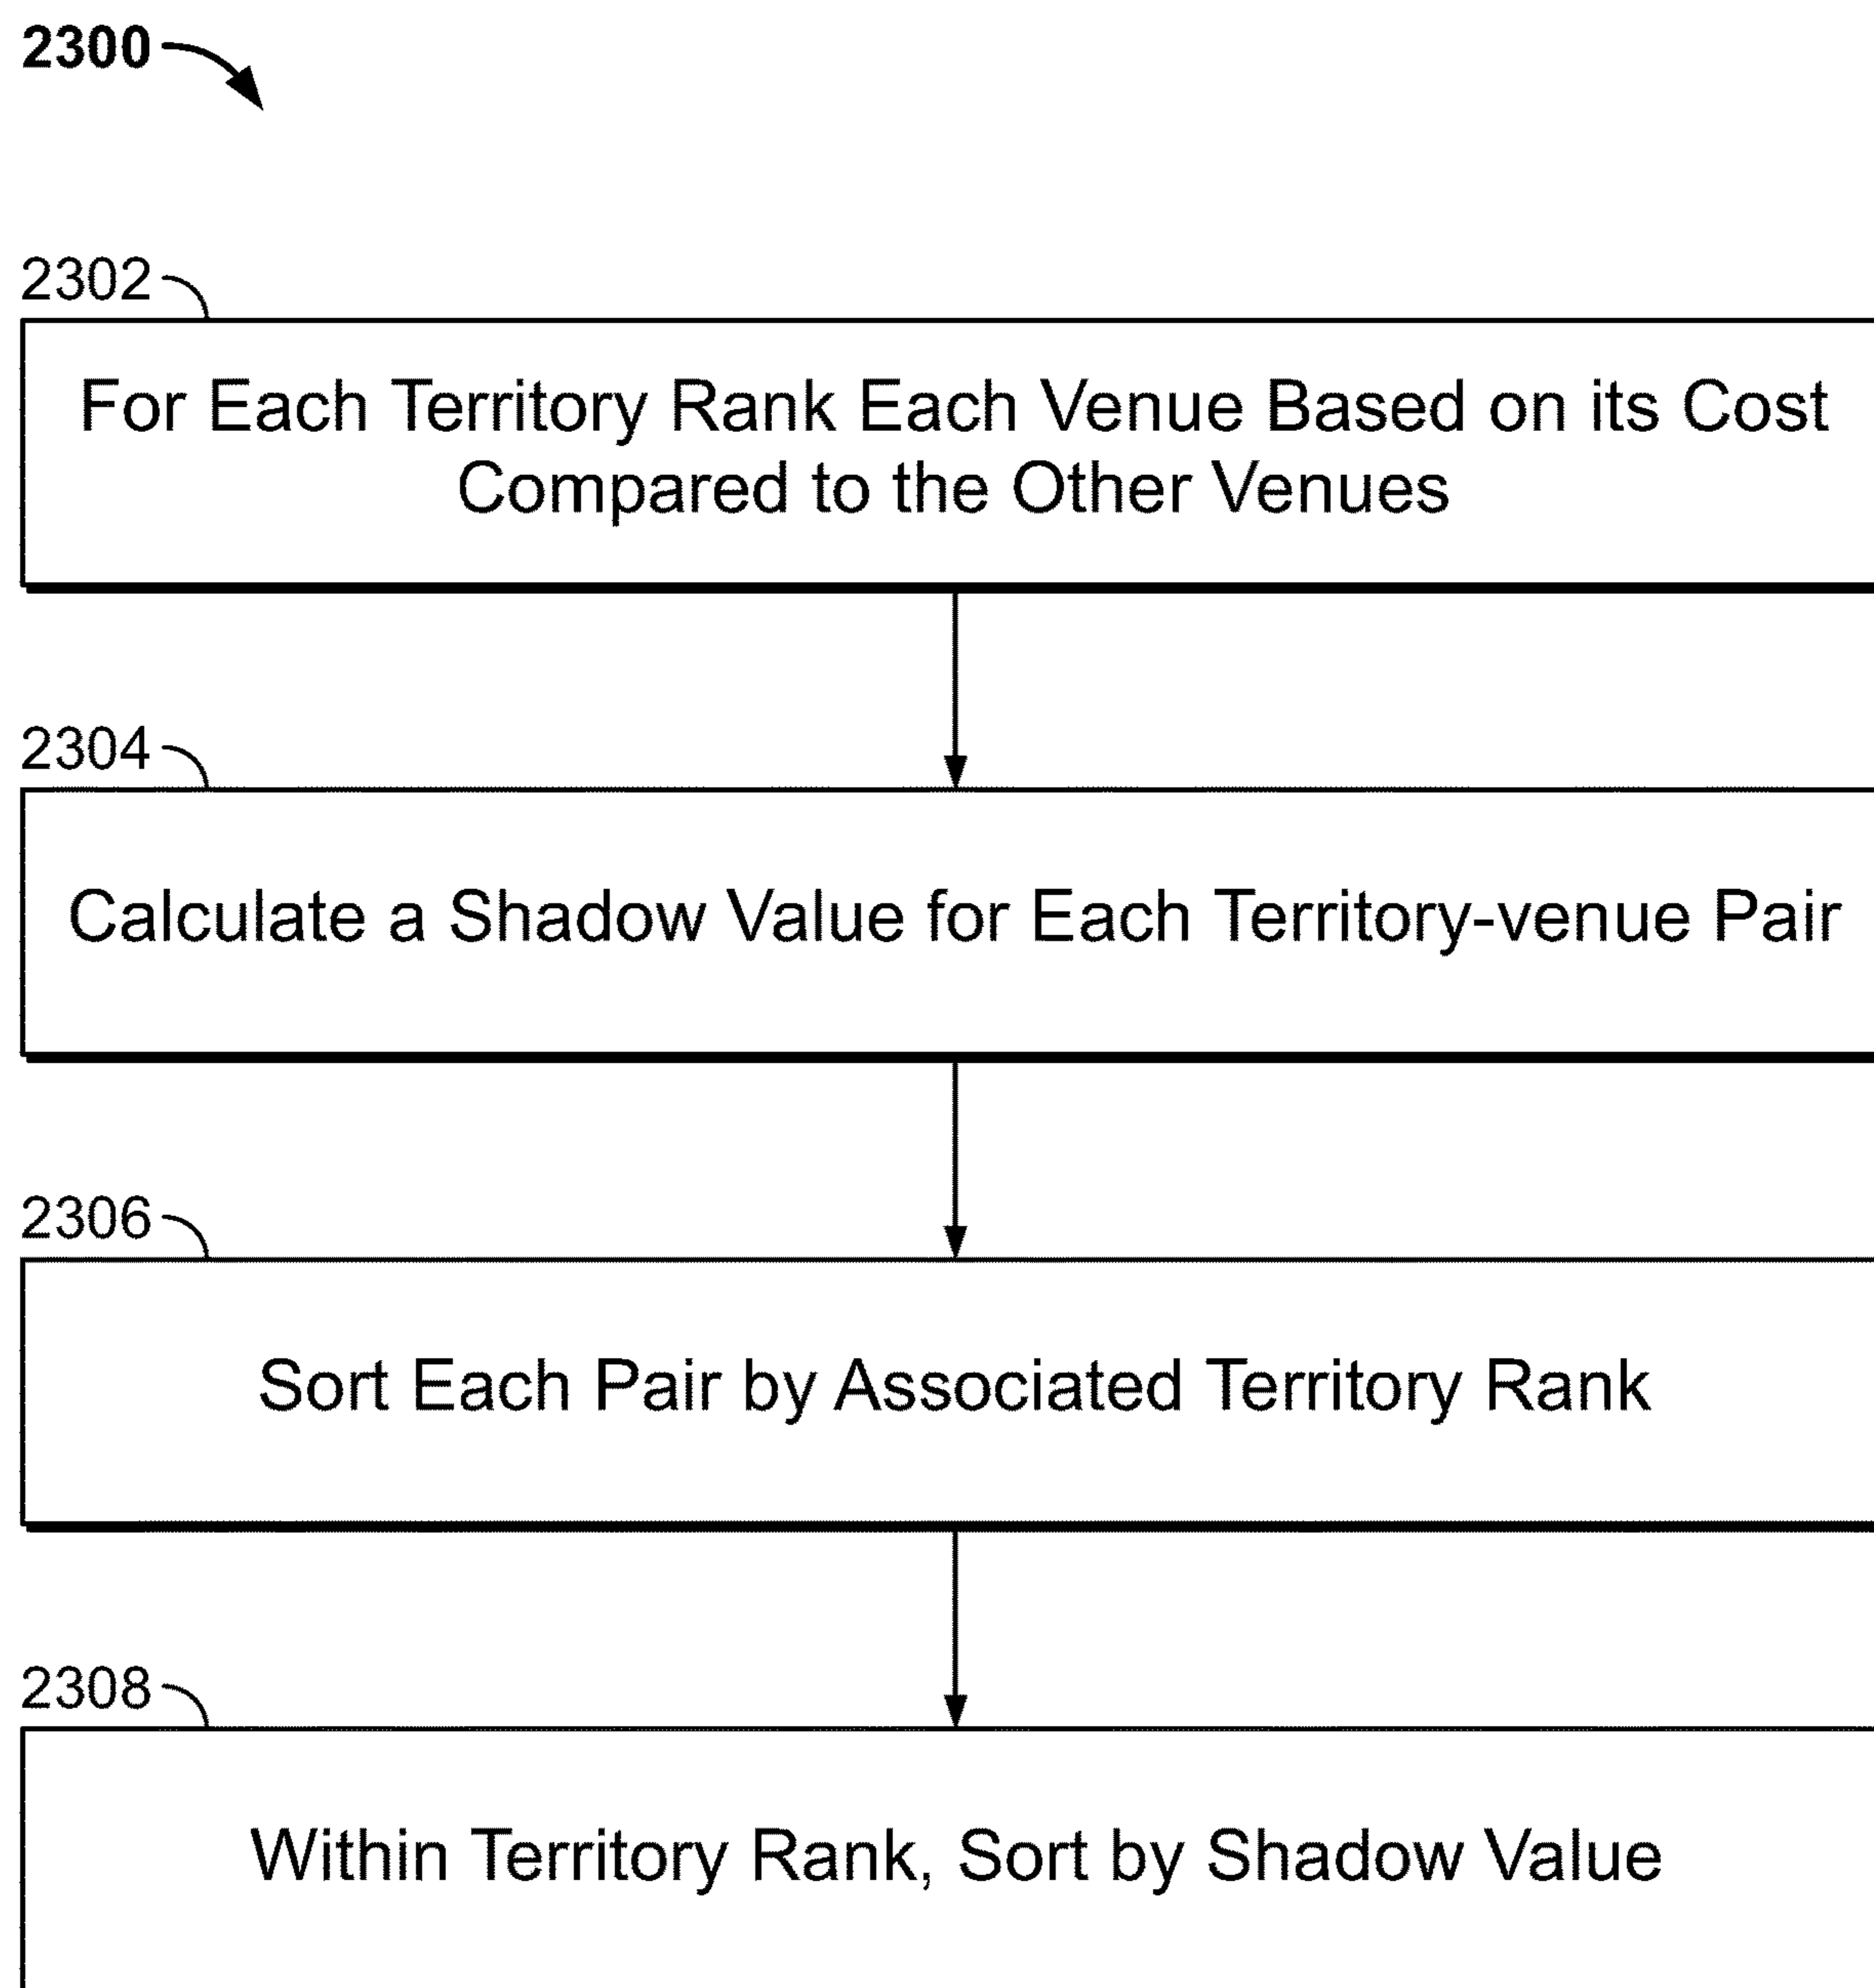 2300
2302
For Each Territory Rank Each Venue Based on its Cost
Compared to the Other Venues
2304
Calculate a Shadow Value for Each Territory-venue Pair
2306
Sort Each Pair by Associated Territory Rank
2308
Within Territory Rank, Sort by Shadow Value